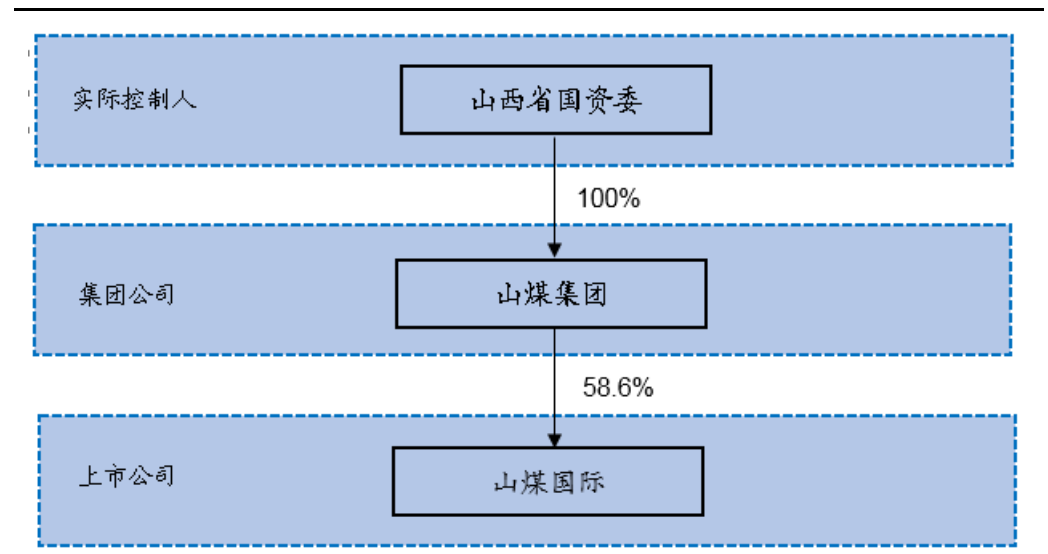 实际控制人
山西省国资委
100%
集团公司
山煤集团
58.6%
上市公司
山煤国际